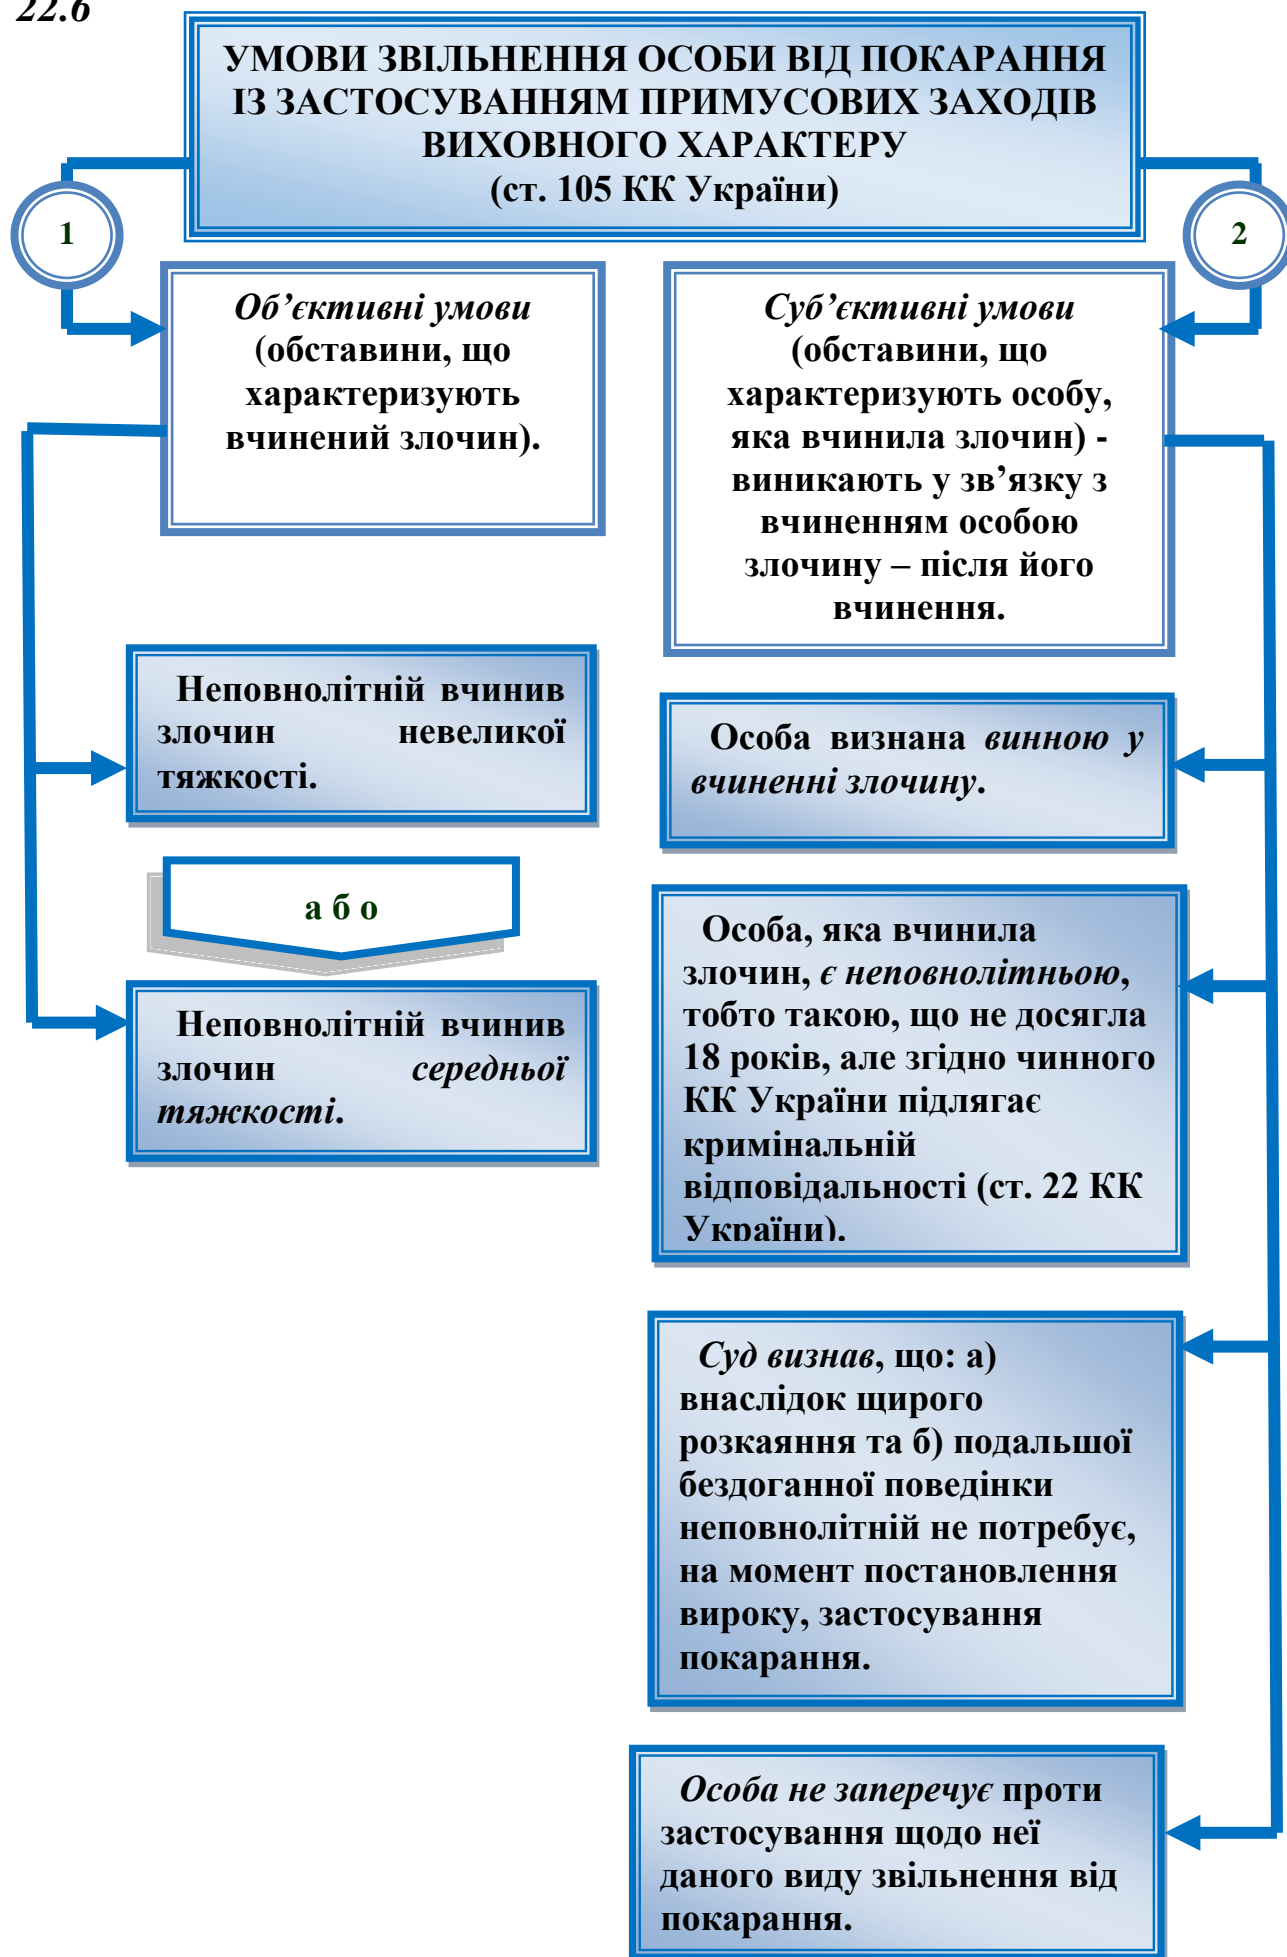 22.6
УМОВИ ЗВІЛЬНЕННЯ ОСОБИ ВІД ПОКАРАННЯ
ІЗ ЗАСТОСУВАННЯМ ПРИМУСОВИХ ЗАХОДІВ
ВИХОВНОГО ХАРАКТЕРУ
(ст. 105 КК України)
1
2
Об’єктивні умови
(обставини, що
характеризують
вчинений злочин).
Суб’єктивні умови
(обставини, що
характеризують особу,
яка вчинила злочин) -
виникають у зв’язку з
вчиненням особою
злочину – після його
вчинення.
Неповнолітній вчинив
злочин невеликої
тяжкості.
або
Неповнолітній вчинив
злочин середньої
тяжкості.
Особа визнана винною у
вчиненні злочину.
Особа, яка вчинила
злочин, є неповнолітньою,
тобто такою, що не досягла
18 років, але згідно чинного
КК України підлягає
кримінальній
відповідальності (ст. 22 КК
України).
Суд визнав, що: а)
внаслідок щирого
розкаяння та б) подальшої
бездоганної поведінки
неповнолітній не потребує,
на момент постановлення
вироку, застосування
покарання.
Особа не заперечує проти
застосування щодо неї
даного виду звільнення від
покарання.